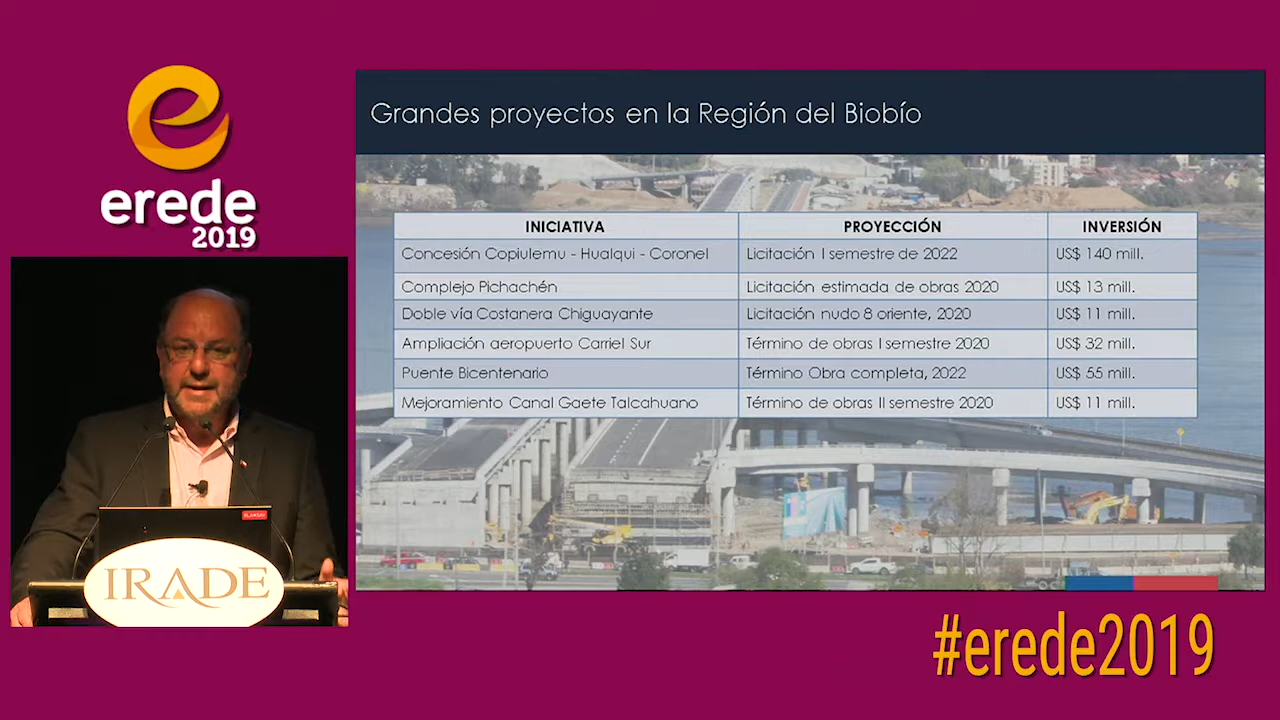 erede
2019
Grandes proyectos en la Región del Biobío
INICIATIVA PROYECCIÓN INVERSIÓN
Concesión Copiulemu - Hualqui - Coronel Licitación I semestre de 2022 US$ 140 mill.
Complejo Pichachén Licitación estimada de obras 2020 US$ 13 mill.
Doble vía Costanera Chiguayante Licitación nudo 8 oriente, 2020 US$ 11 mill.
Ampliación aeropuerto Carriel Sur Término de obras I semestre 2020 US$ 32 mill.
Puente Bicentenario Término Obra completa, 2022 US$ 55 mill.
Mejoramiento Canal Gaete Talcahuano Término de obras II semestre 2020 US$ 11 mill.
IRADE
#erede2019